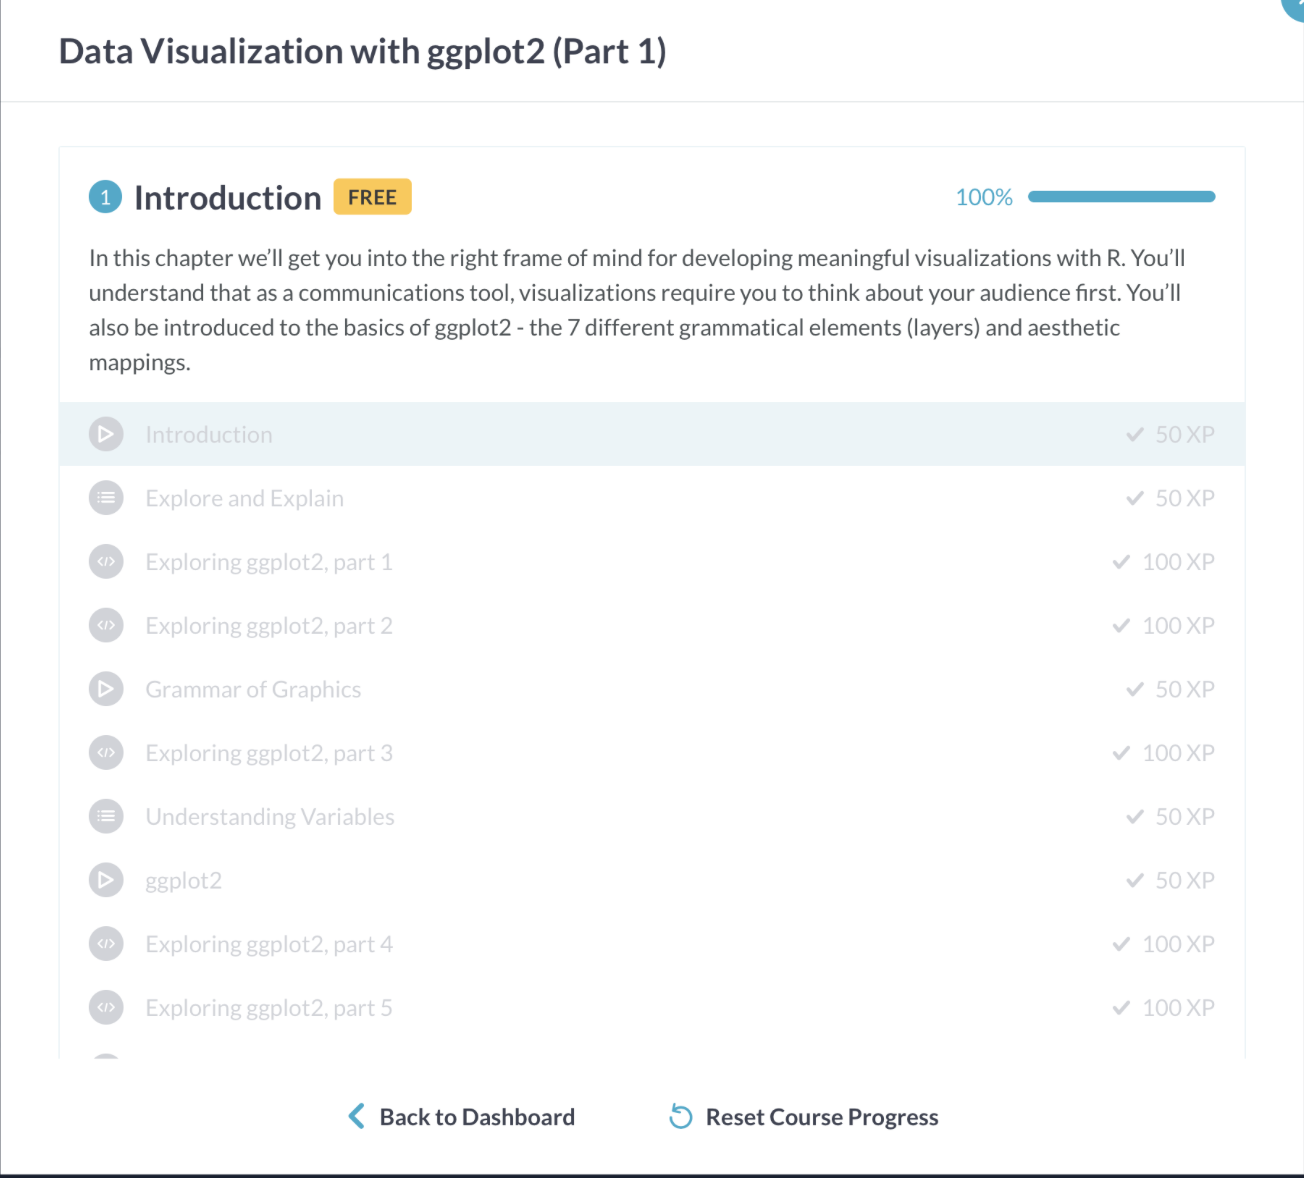 Data Visualization with ggplot2 (Part 1)
1 Introduction FREE 100%
In this chapter we’ll get you into the right frame of mind for developing meaningful visualizations with R. You’ll
understand that as a communications tool, visualizations require you to think about your audience first. You’ll
also be introduced to the basics of ggplot2 - the 7 different grammatical elements (layers) and aesthetic
mappings.
Introduction 50 XP
Explore and Explain 50 XP
Exploring ggplot2, part 1 100 XP
Exploring ggplot2, part 2 100 XP
Grammar of Graphics 50 XP
Exploring ggplot2, part 3 100 XP
Understanding Variables 50 XP
ggplot2 50 XP
Exploring ggplot2, part 4 100 XP
Exploring ggplot2, part 5 100 XP
Back to Dashboard Reset Course Progress